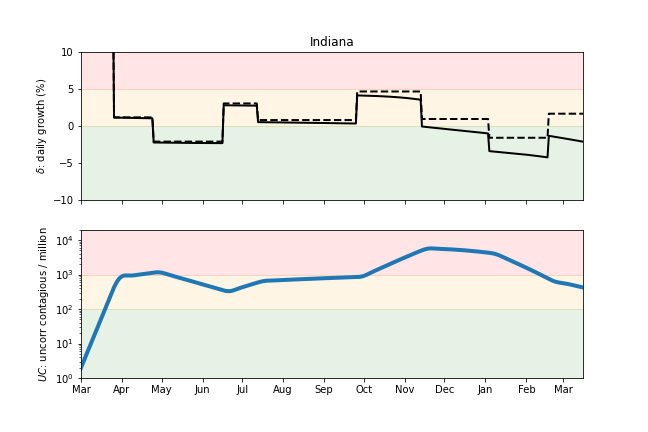 Indiana
δ: daily growth (%)
10
5
0
−5
−10
UC: uncorr contagious / million
10⁴
10³
10²
10¹
10⁰
Mar Apr May Jun Jul Aug Sep Oct Nov Dec Jan Feb Mar